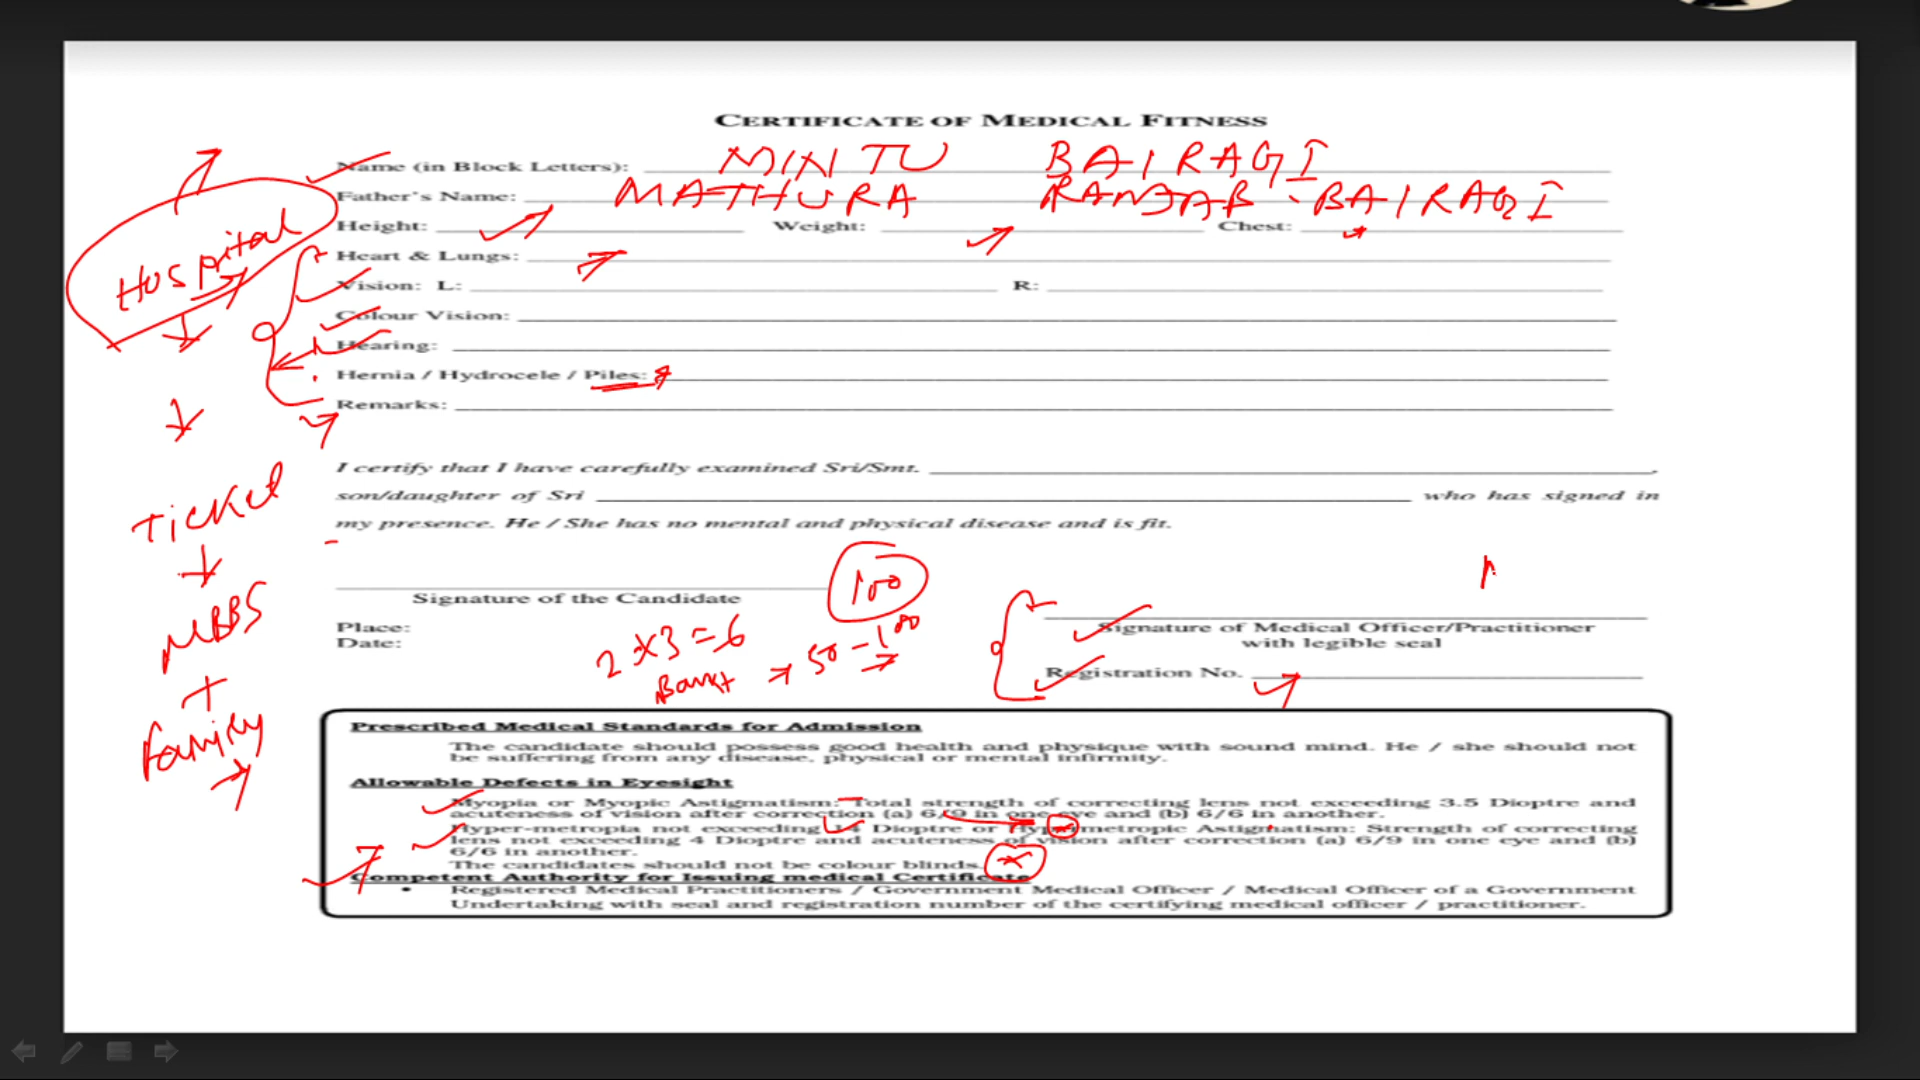 CERTIFICATE OF MEDICAL FITNESS
Name (in Block Letters): MINTU BAIRAGI
Father's Name: MATHURA RANJAB BAIRAGI
Height: Weight: Chest:
Heart & Lungs:
Vision: L: R:
Colour Vision:
Hearing:
Hernia / Hydrocele / Piles:
Remarks:
I certify that I have carefully examined Sri/Smt.
son/daughter of Sri who has signed in
my presence. He / She has no mental and physical disease and is fit.
Signature of the Candidate
Place:
Date:
Signature of Medical Officer/Practitioner
with legible seal
Registration No.
Hospital
Ticket
MBBS
+
family
100
2 x 3 = 6
50 - 100
Prescribed Medical Standards for Admission
The candidate should possess good health and physique with sound mind. He / she should not
be suffering from any disease, physical or mental infirmity.
Allowable Defects in Eyesight
Myopia or Myopic Astigmatism: Total strength of correcting lens not exceeding 3.5 Dioptre and
acuteness of vision after correction (a) 6/9 in one eye and (b) 6/6 in another.
Hyper-metropia not exceeding Dioptre or Hypermetropic Astigmatism: Strength of correcting
lens not exceeding 4 Dioptre and acuteness of vision after correction (a) 6/9 in one eye and (b)
6/6 in another.
The candidates should not be colour blinds.
Competent Authority for Issuing medical Certificate
• Registered Medical Practitioners / Government Medical Officer / Medical Officer of a Government
Undertaking with seal and registration number of the certifying medical officer / practitioner.